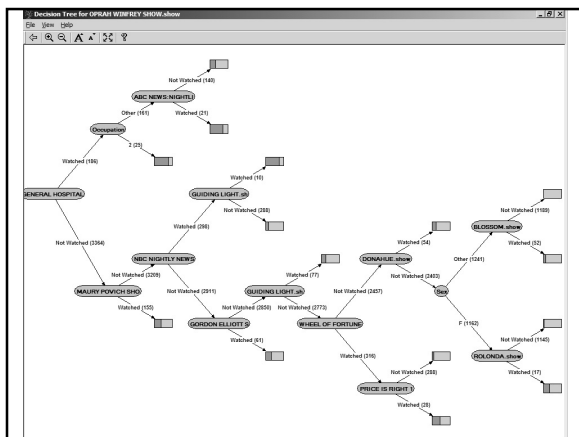 Decision Tree for OPRAH WINFREY SHOW.show
File View Help
A A ?
Not Watched (140)
ABC NEWS: NIGHTLI
Other (161)
Watched (21)
Occupation
2 (25)
Watched (186)
Watched (10)
GENERAL HOSPITAL
GUIDING LIGHT.sh
Not Watched (288)
Not Watched (1189)
Watched (298)
BLOSSOM.show
Watched (54)
Not Watched (3364)
Other (1241)
Watched (52)
NBC NIGHTLY NEWS
DONAHUE.show
Watched (77)
Not Watched (3209)
Not Watched (2403)
MAURY POVICH SHO
GUIDING LIGHT.sh
Sex
Not Watched (2911)
Not Watched (2850)
Not Watched (2773)
Not Watched (2457)
Watched (155)
F (1162)
Not Watched (1145)
GORDON ELLIOTT S
WHEEL OF FORTUNE
Watched (61)
ROLONDA.show
Watched (316)
Not Watched (288)
Watched (17)
PRICE IS RIGHT 1
Watched (28)